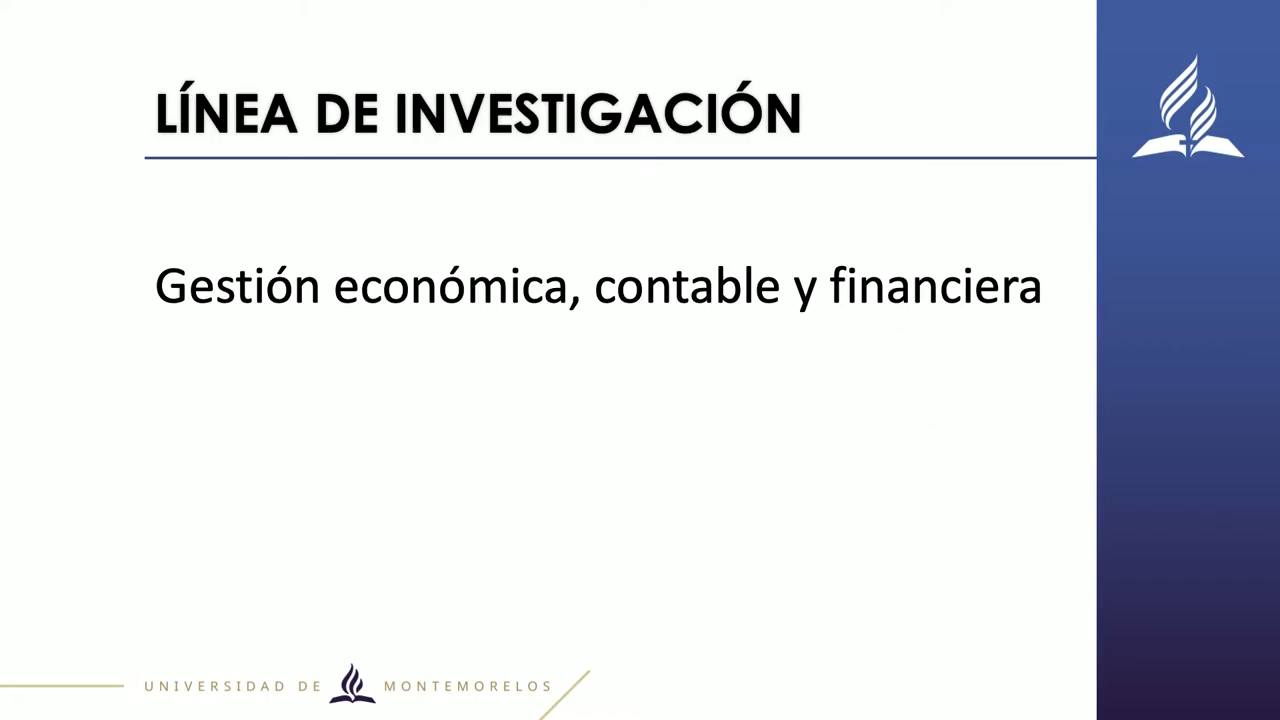 LÍNEA DE INVESTIGACIÓN
Gestión económica, contable y financiera
UNIVERSIDAD DE MONTEMORELOS